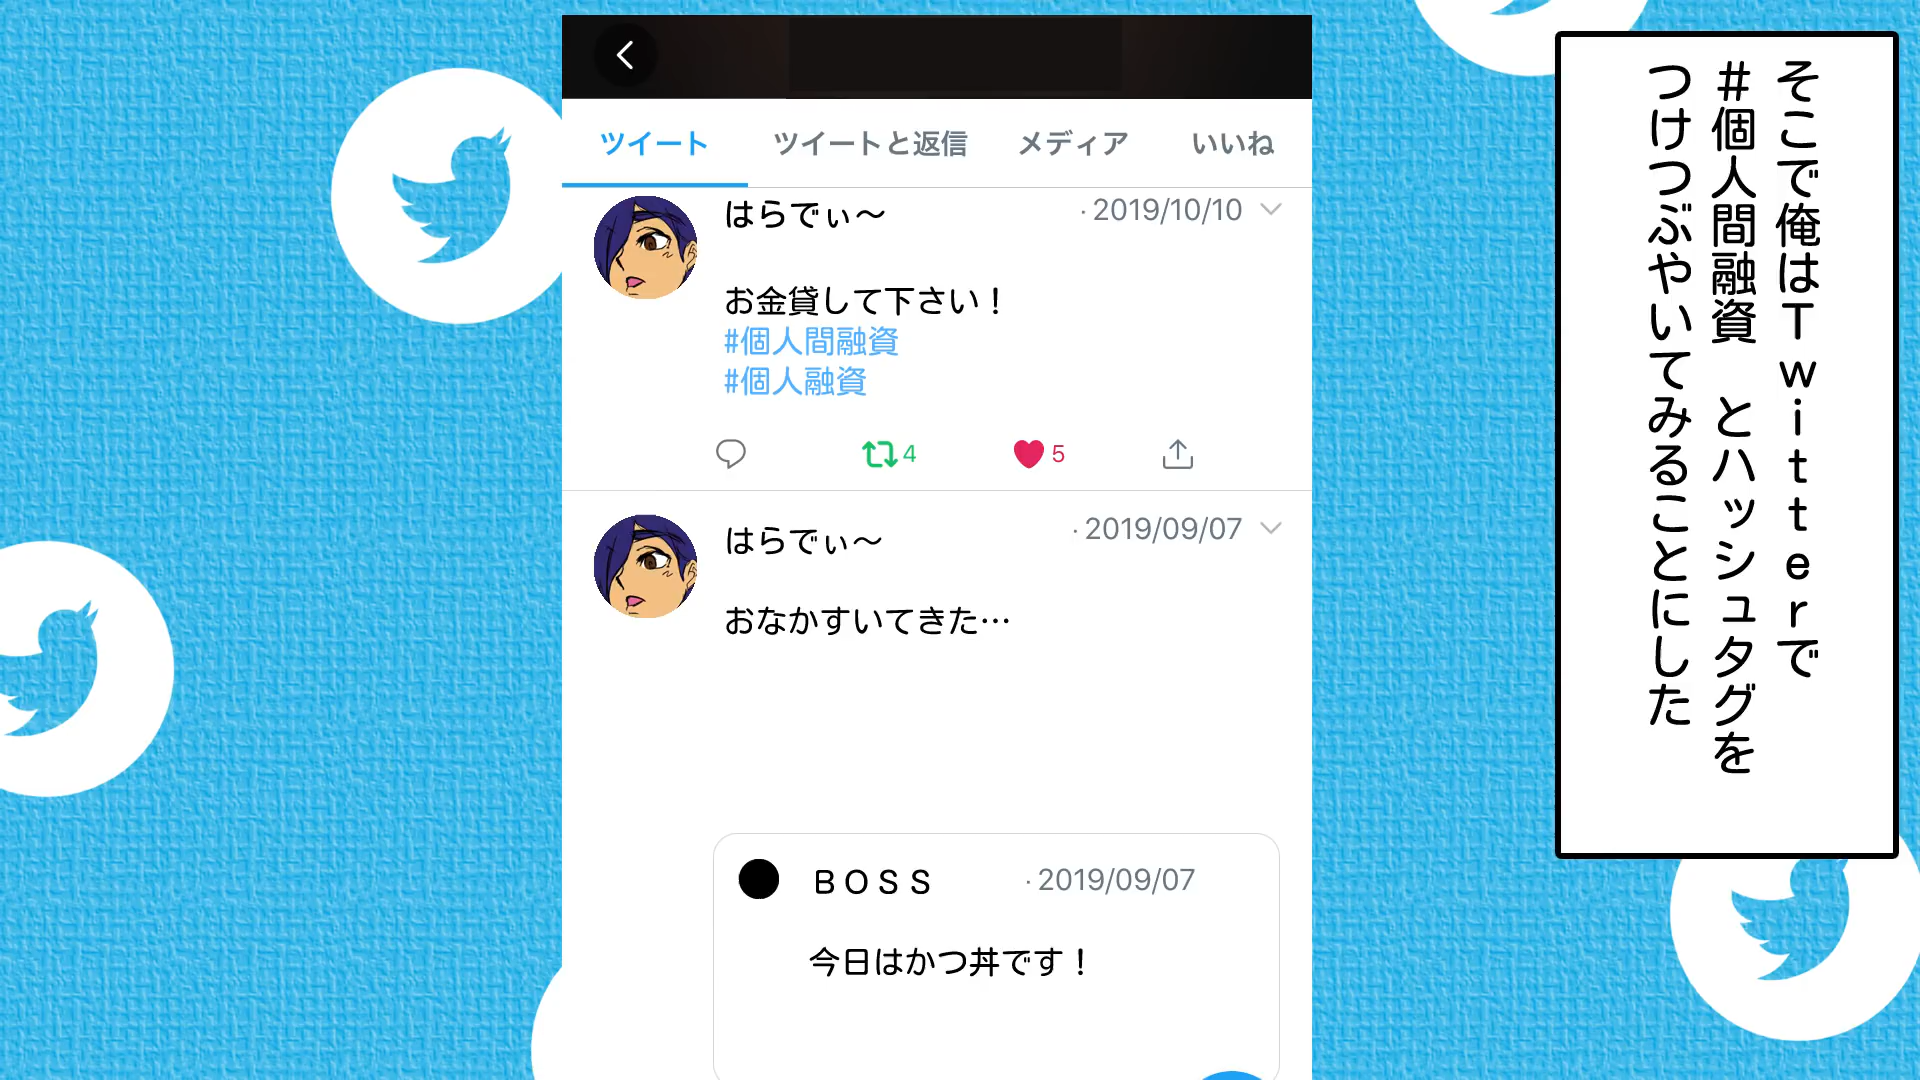 そこで俺はTwitterで
#個人間融資 とハッシュタグを
つけつぶやいてみることにした
ツイート ツイートと返信 メディア いいね
はらでぃ～ ・2019/10/10
お金貸して下さい！
#個人間融資
#個人融資
4 5
はらでぃ～ ・2019/09/07
おなかすいてきた…
BOSS ・2019/09/07
今日はかつ丼です！